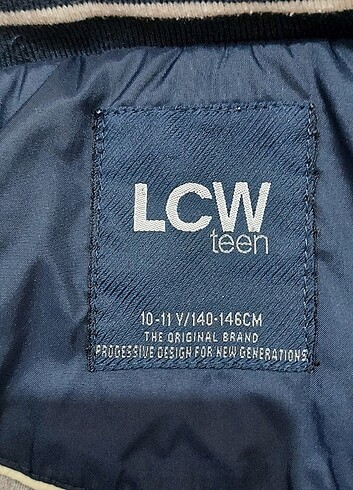 LCW
teen
10-11 Y/140-146CM
THE ORIGINAL BRAND
PROGESSIVE DESIGN FOR NEW GENERATIONS